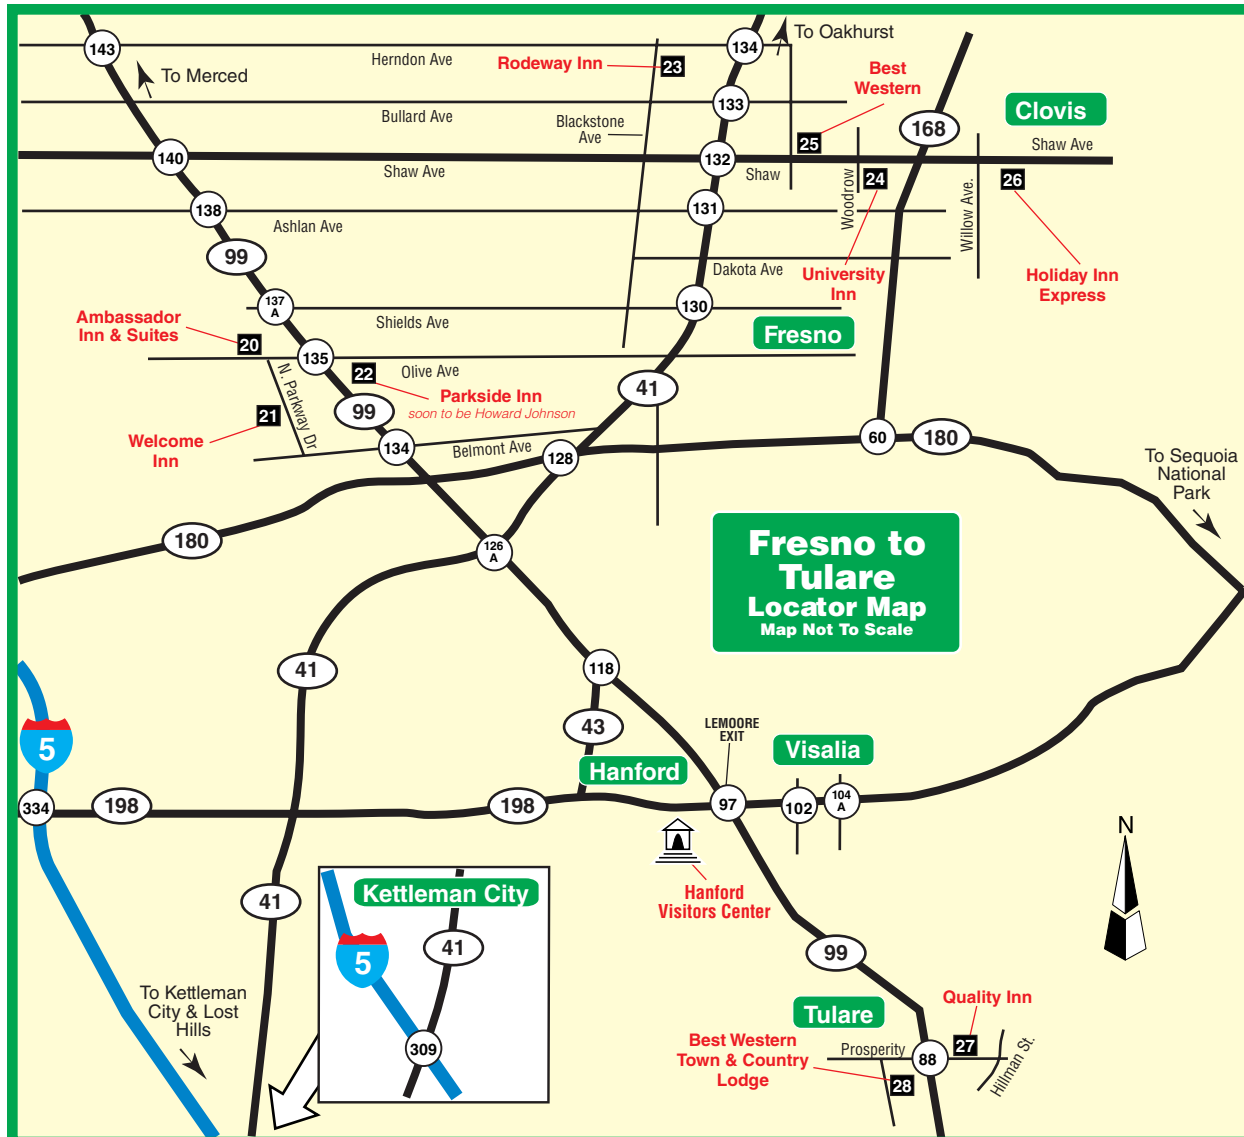 143
To Merced
Herndon Ave
Rodeway Inn
23
134
To Oakhurst
Best
Western
Bullard Ave
Blackstone
Ave
133
25
168
Clovis
Shaw Ave
140
Shaw Ave
132
Shaw
Woodrow
24
Willow Ave.
26
138
Ashlan Ave
131
99
Dakota Ave
University
Inn
Holiday Inn
Express
137
A
Shields Ave
130
Fresno
Ambassador
Inn & Suites
20
135
Olive Ave
22
Parkside Inn
soon to be Howard Johnson
41
N. Parkway Dr
21
99
Welcome
Inn
134
Belmont Ave
128
60
180
To Sequoia
National
Park
180
126
A
Fresno to
Tulare
Locator Map
Map Not To Scale
41
118
43
LEMOORE
EXIT
Visalia
5
Hanford
334
198
198
97
102
104
A
N
Hanford
Visitors Center
41
Kettleman City
41
5
309
99
To Kettleman
City & Lost
Hills
Tulare
Quality Inn
27
Best Western
Town & Country
Lodge
Prosperity
88
28
Hillman St.